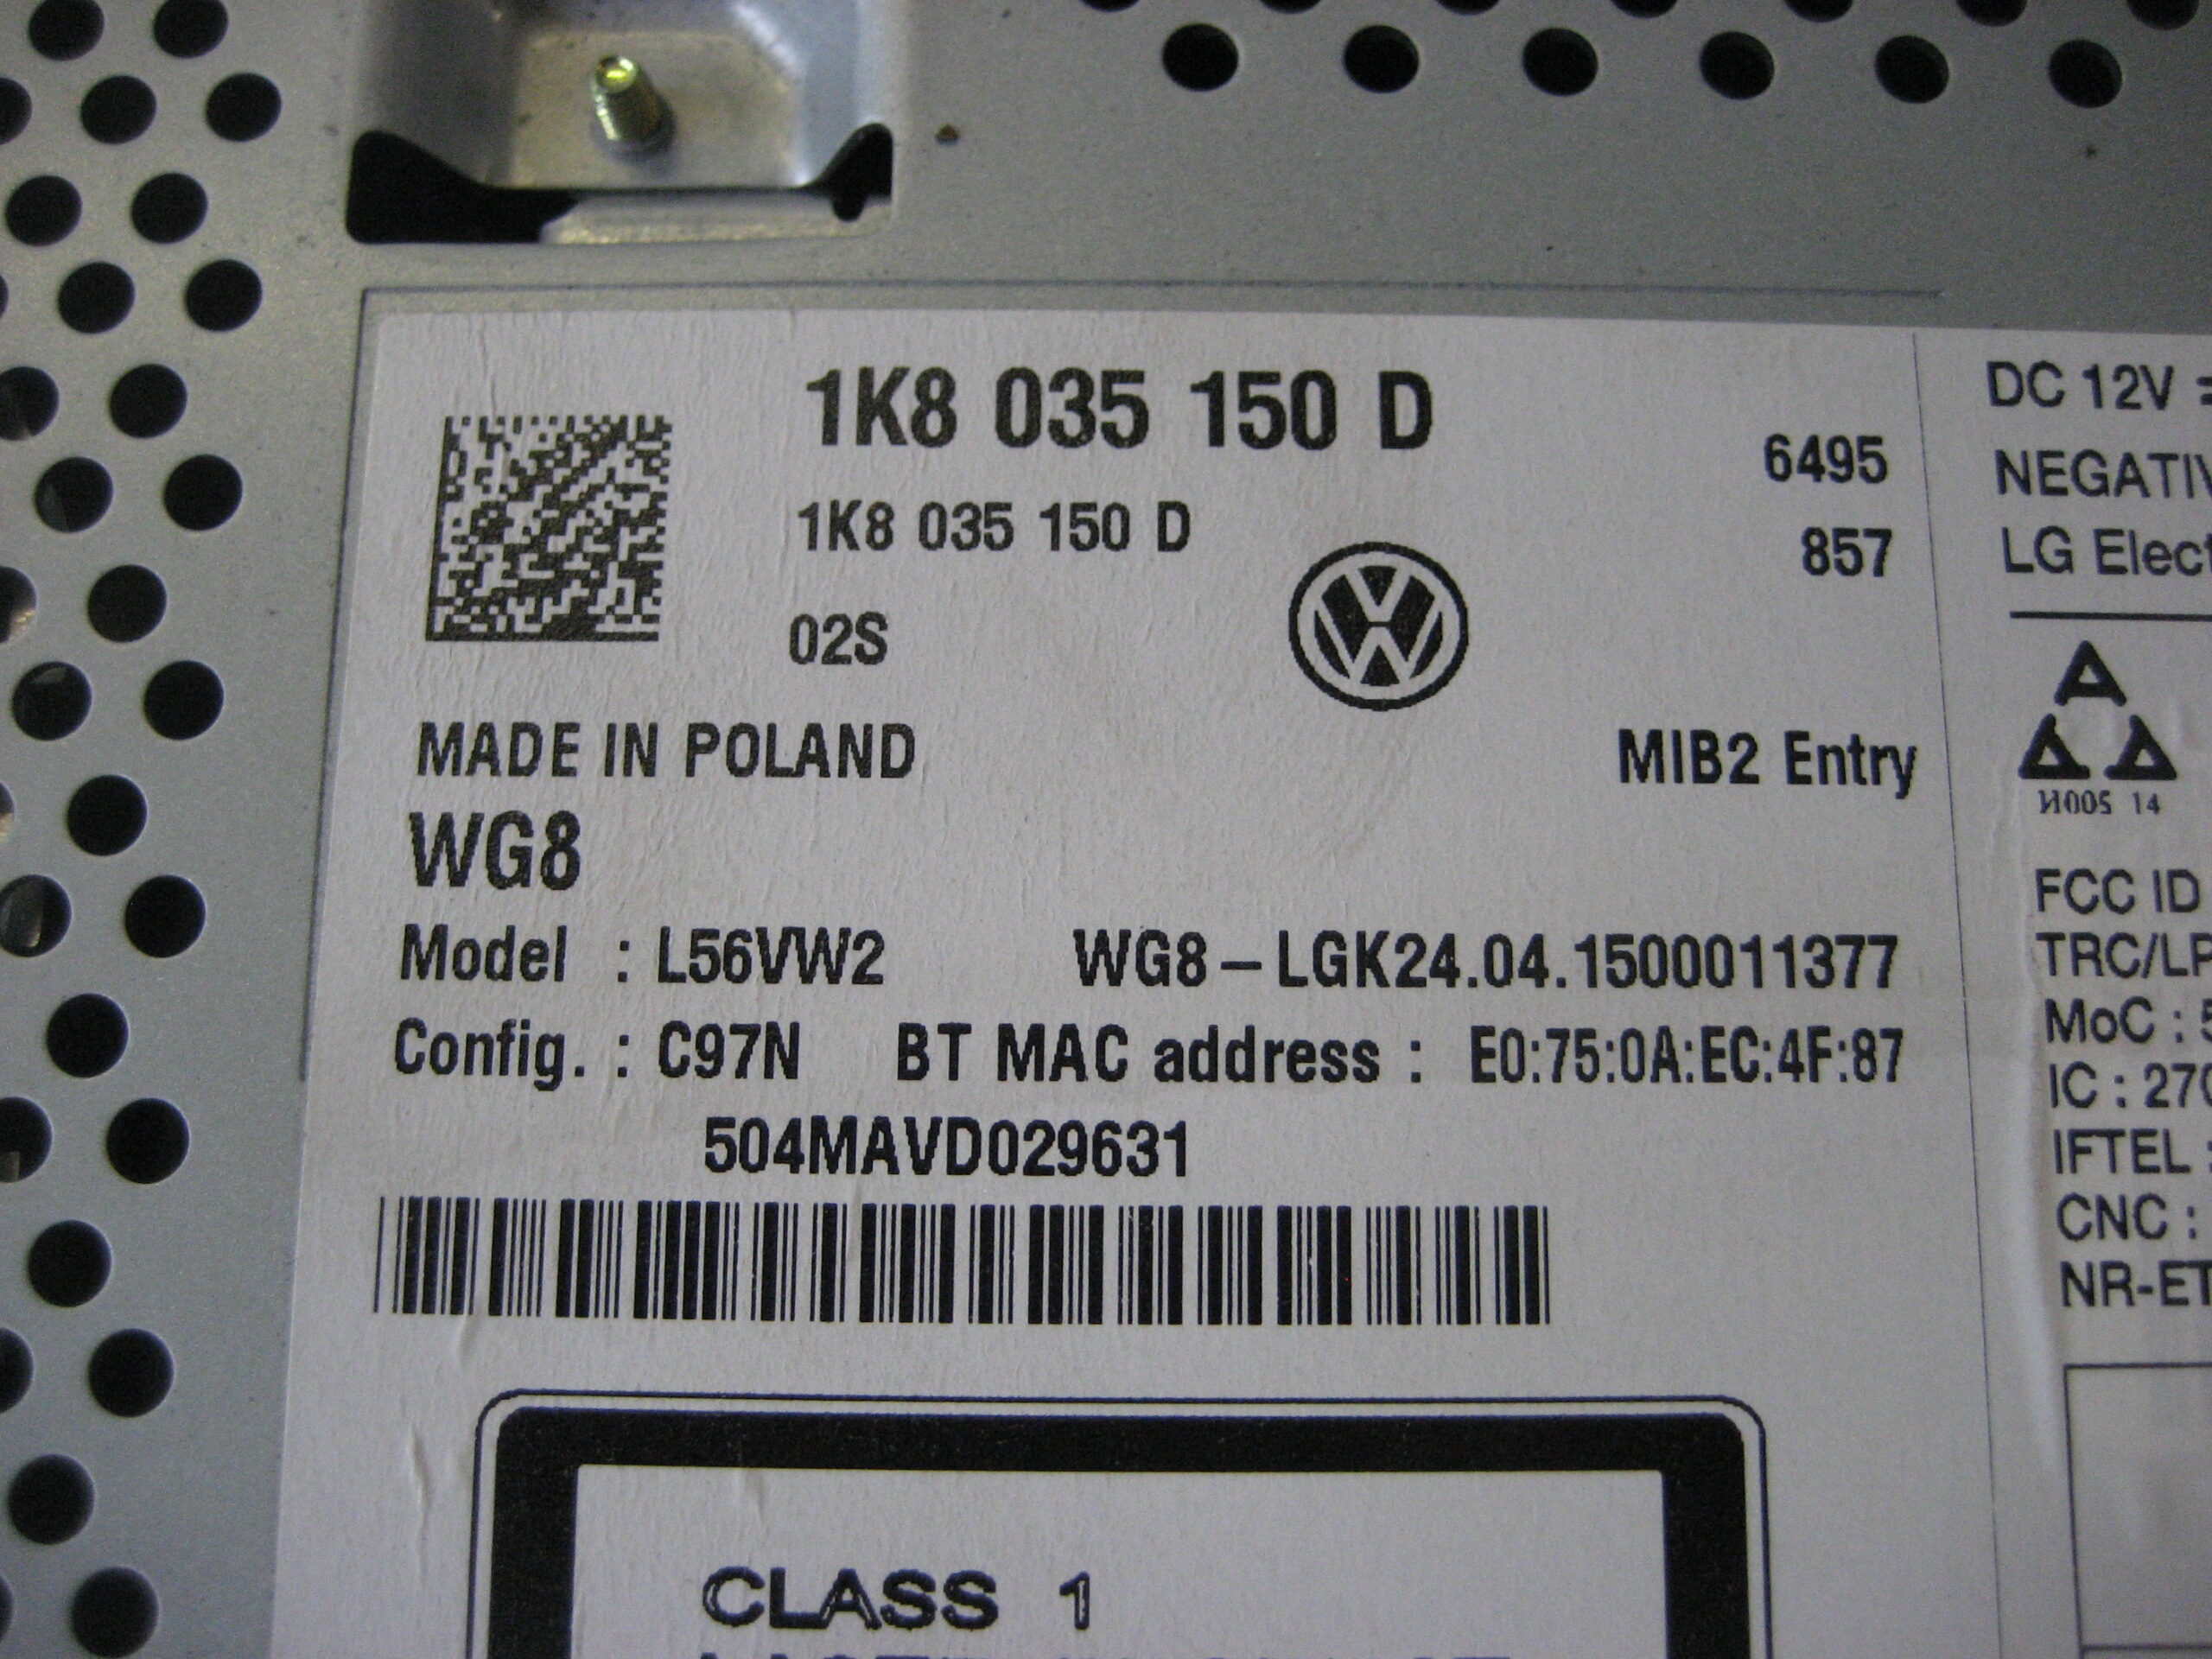 1K8 035 150 D
6495
1K8 035 150 D
857
02S
MADE IN POLAND
MIB2 Entry
WG8
Model : L56VW2 WG8-LGK24.04.1500011377
Config. : C97N BT MAC address : E0:75:0A:EC:4F:87
504MAVD029631
CLASS 1
DC 12V
NEGATIV
LG Elect
И005 14
FCC ID
TRC/LP
MoC : 5
IC : 270
IFTEL :
CNC :
NR-ET